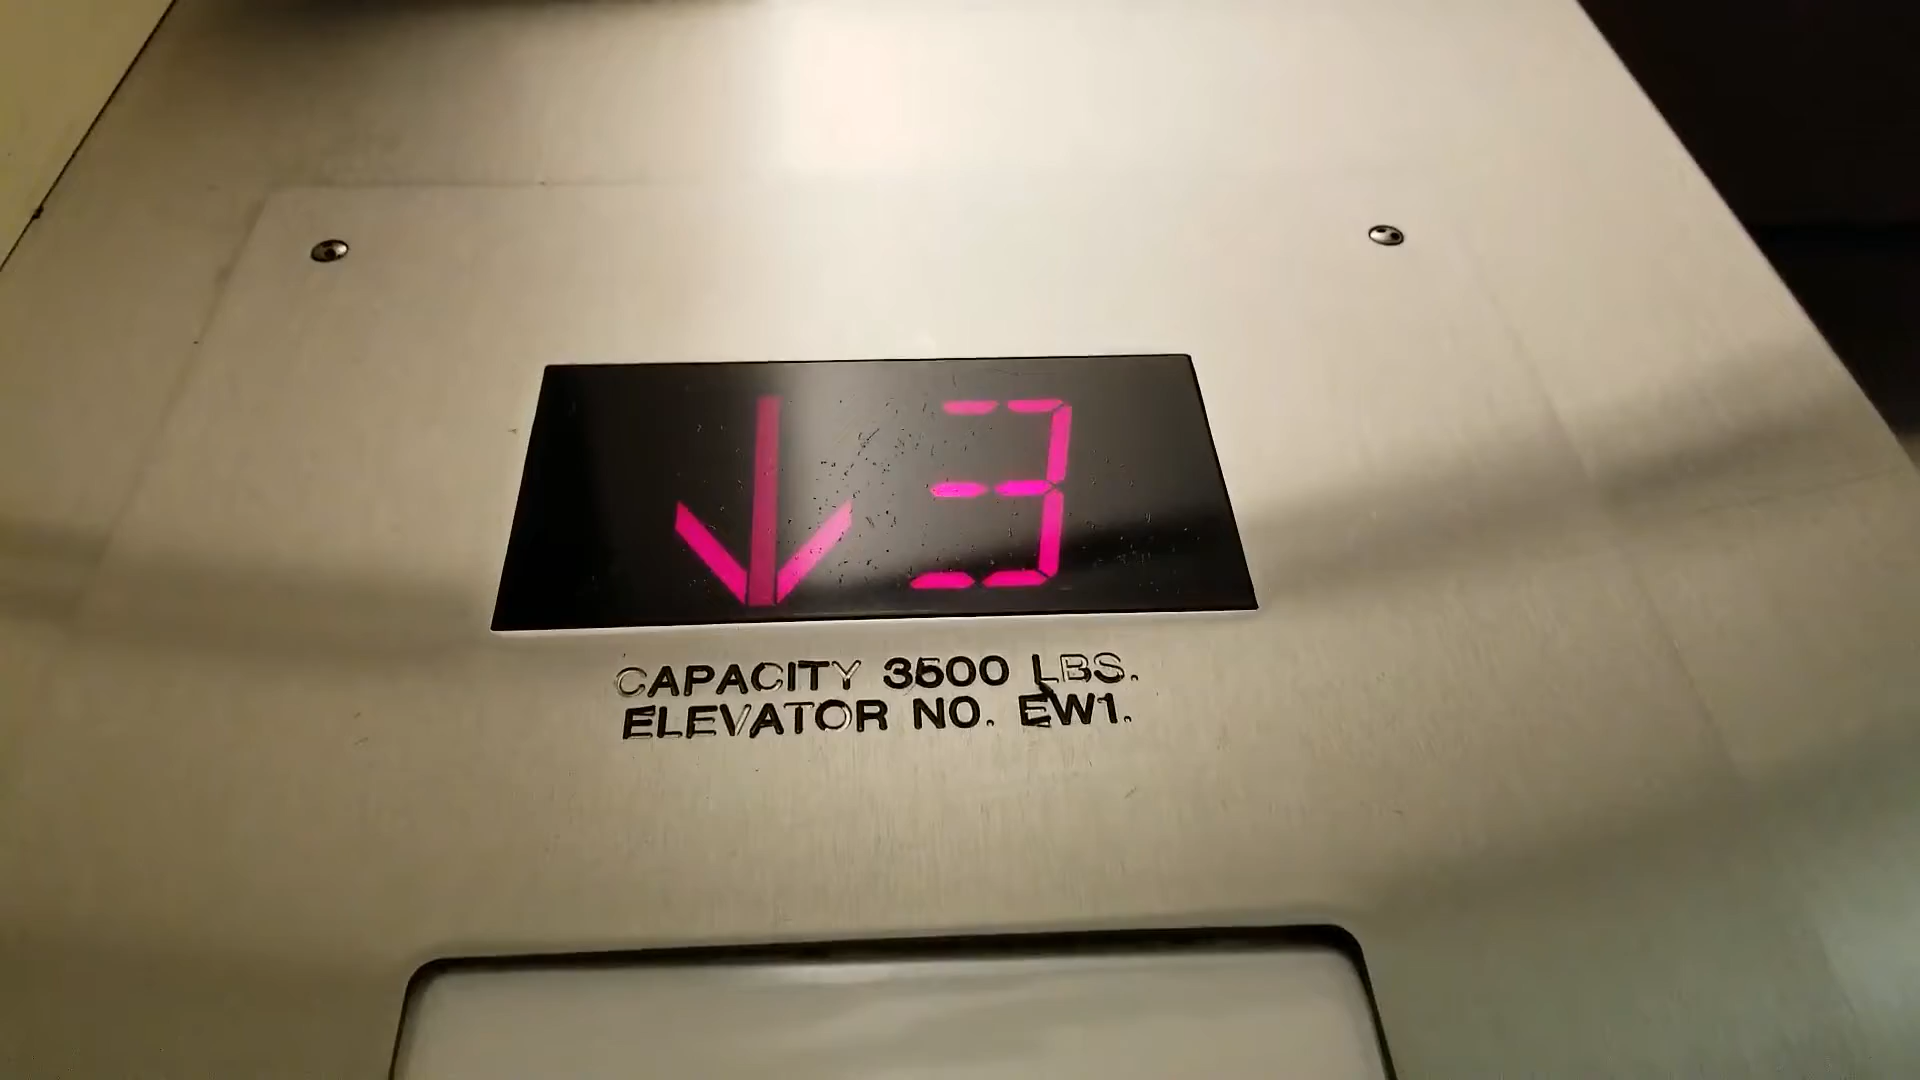 ↓ 3
CAPACITY 3500 LBS.
ELEVATOR NO. EW1.